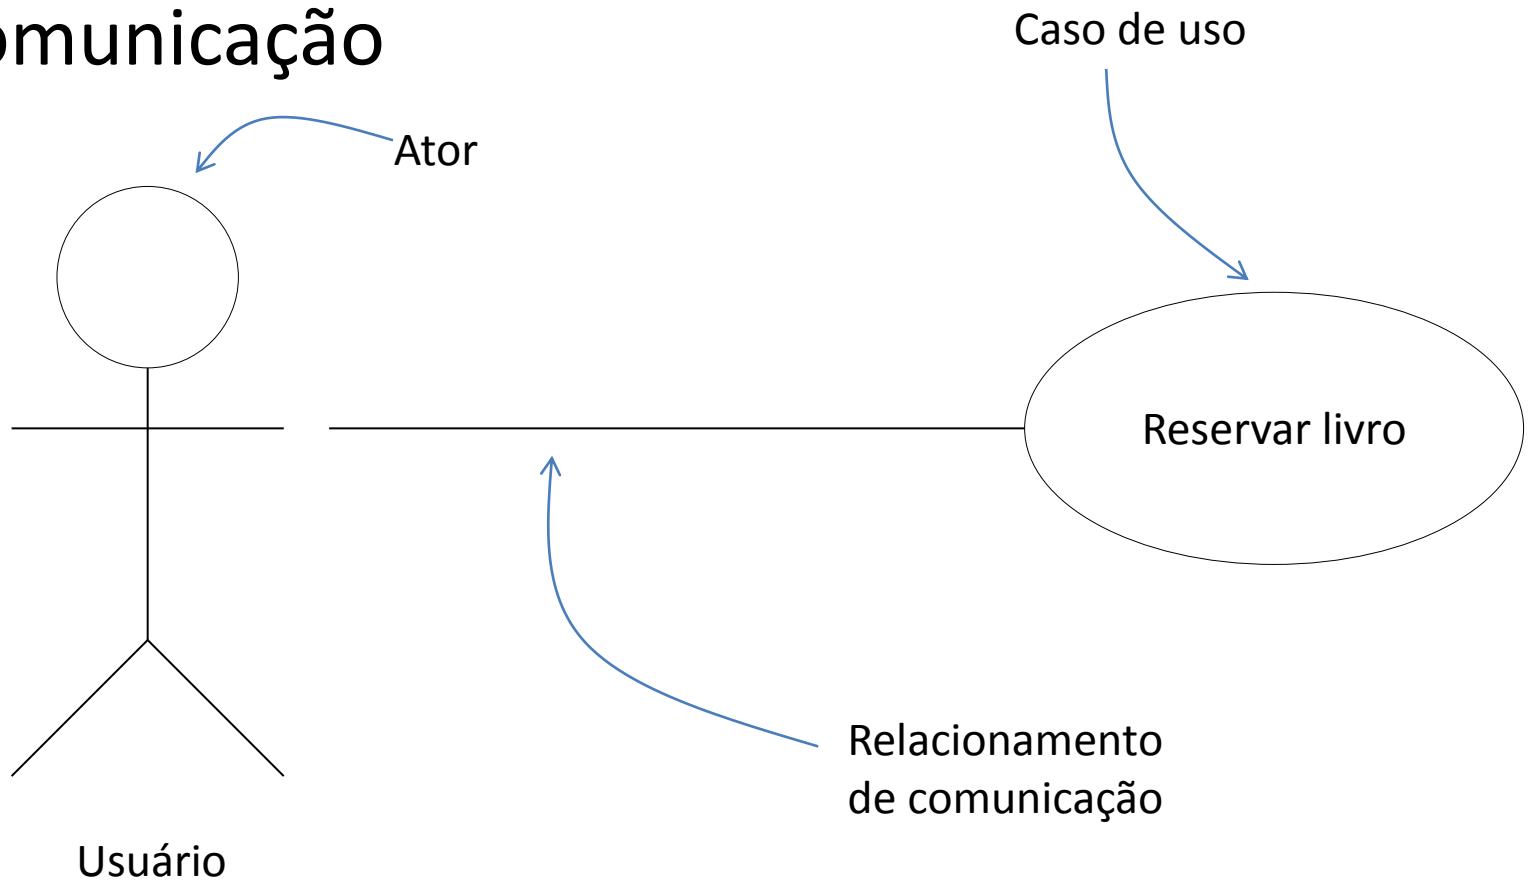 omunicação
Caso de uso
Ator
Reservar livro
Relacionamento
de comunicação
Usuário